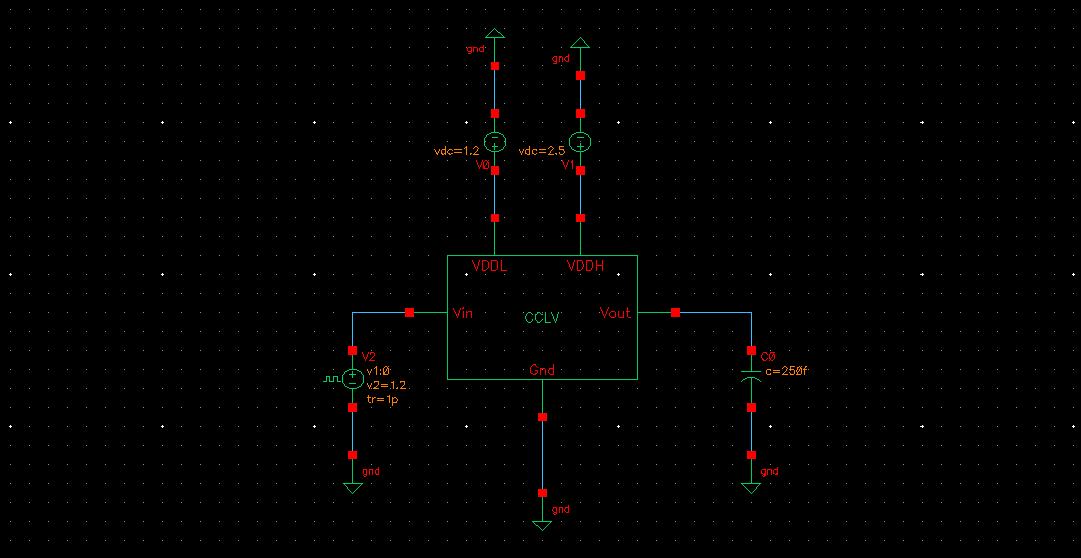 gnd
gnd
vdc=1.2
V0
vdc=2.5
V1
VDDL
VDDH
Vin
CCLV
Vout
Gnd
V2
v1:0
v2=1.2
tr=1p
gnd
C0
c=250f
gnd
gnd